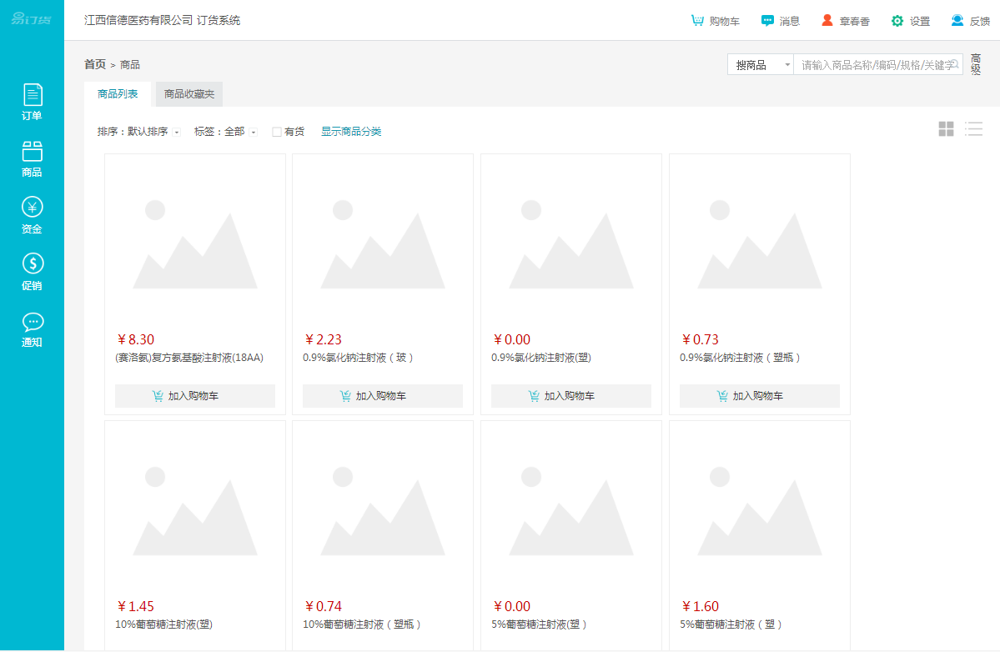 易订货
江西信德医药有限公司 订货系统
购物车
消息
章春香
设置
反馈
订单
商品
资金
促销
通知
首页 > 商品
搜商品
请输入商品名称/编码/规格/关键字
高级
商品列表
商品收藏夹
排序：默认排序
标签：全部
有货
显示商品分类
￥8.30
(赛洛氨)复方氨基酸注射液(18AA)
加入购物车
￥2.23
0.9%氯化钠注射液（玻）
加入购物车
￥0.00
0.9%氯化钠注射液(塑)
加入购物车
￥0.73
0.9%氯化钠注射液（塑瓶）
加入购物车
￥1.45
10%葡萄糖注射液(塑)
￥0.74
10%葡萄糖注射液（塑瓶）
￥0.00
5%葡萄糖注射液(塑）
￥1.60
5%葡萄糖注射液（塑）